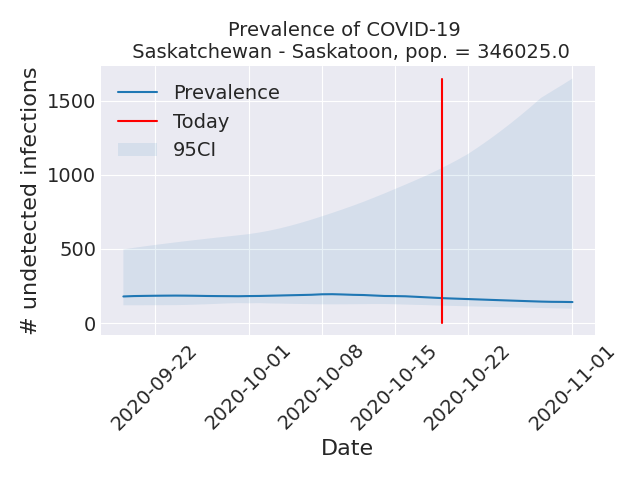 Prevalence of COVID-19
Saskatchewan - Saskatoon, pop. = 346025.0
# undetected infections
1500
1000
500
0
Prevalence
Today
95CI
2020-09-22
2020-10-01
2020-10-08
2020-10-15
2020-10-22
2020-11-01
Date